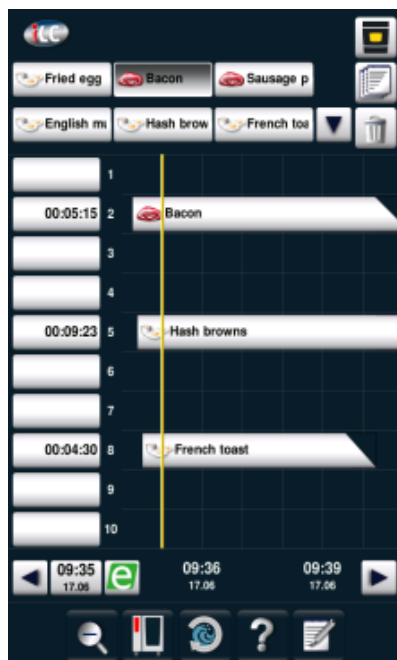 iLC
Fried egg Bacon Sausage p
English mu Hash brow French toa
1
00:05:15 2 Bacon
3
4
00:09:23 5 Hash browns
6
7
00:04:30 8 French toast
9
10
09:35 e 09:36 09:39
17.06 17.06 17.06
?